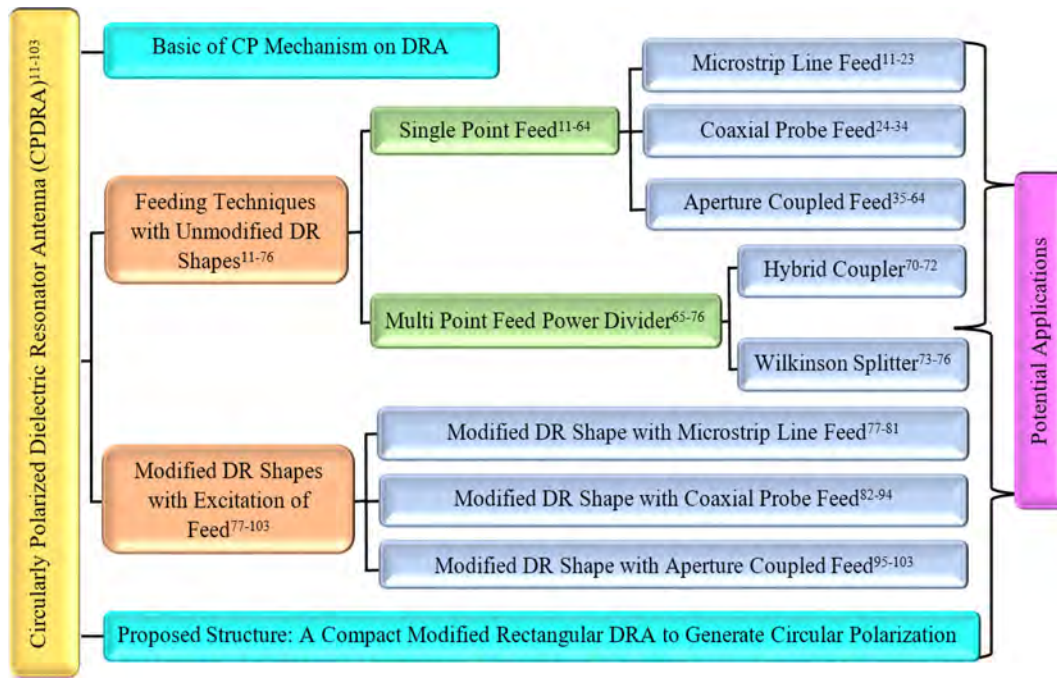 Circularly Polarized Dielectric Resonator Antenna (CPDRA)11-103
Basic of CP Mechanism on DRA
Feeding Techniques
with Unmodified DR
Shapes11-76
Single Point Feed11-64
Microstrip Line Feed11-23
Coaxial Probe Feed24-34
Aperture Coupled Feed35-64
Multi Point Feed Power Divider65-76
Hybrid Coupler70-72
Wilkinson Splitter73-76
Modified DR Shapes
with Excitation of
Feed77-103
Modified DR Shape with Microstrip Line Feed77-81
Modified DR Shape with Coaxial Probe Feed82-94
Modified DR Shape with Aperture Coupled Feed95-103
Proposed Structure: A Compact Modified Rectangular DRA to Generate Circular Polarization
Potential Applications